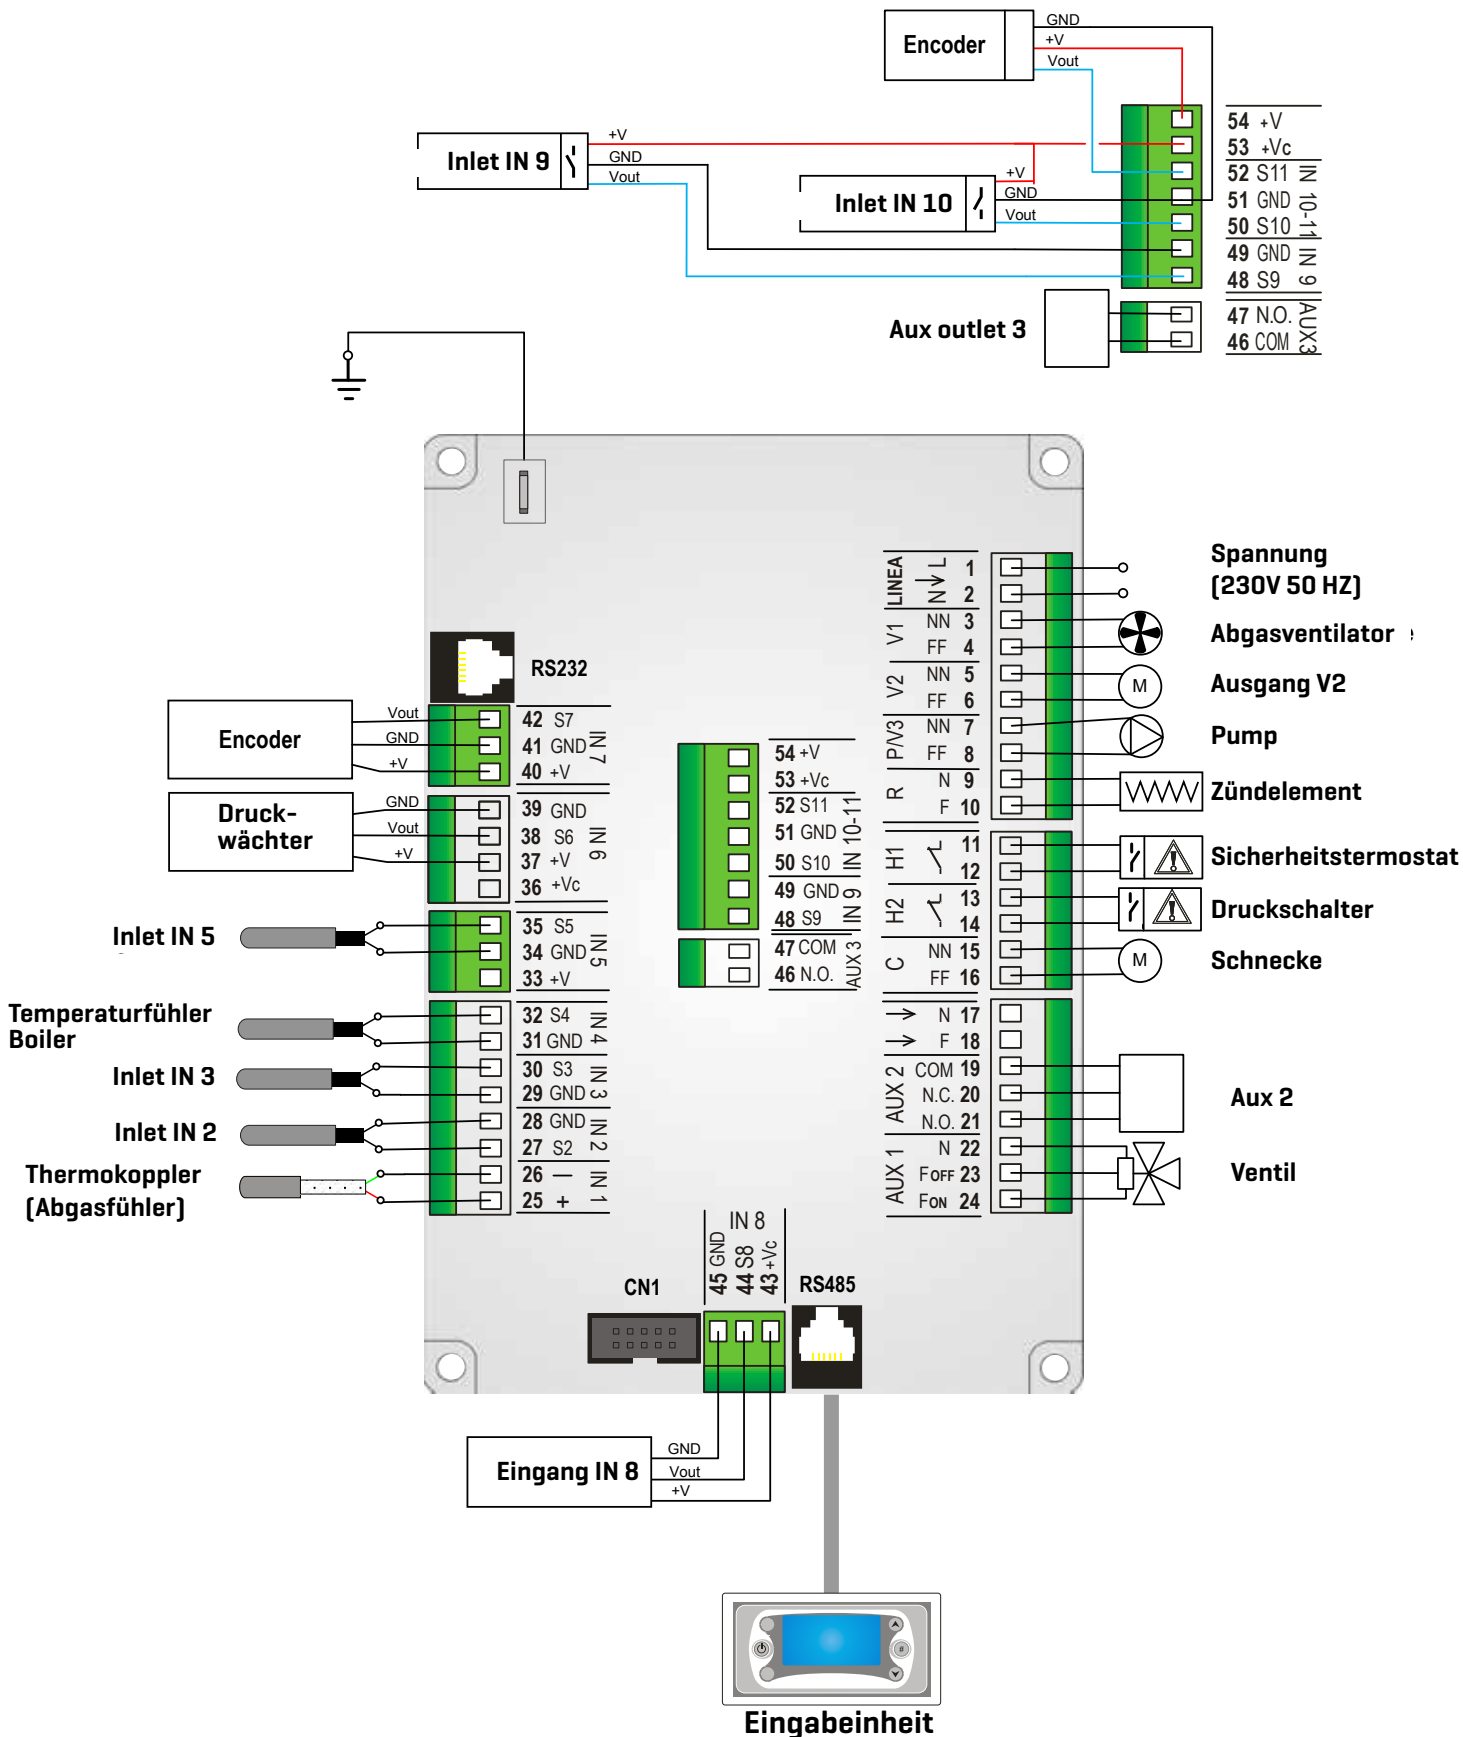 GND
+V
Vout
Encoder
54 +V
53 +Vc
52 S11
51 GND
50 S10
IN 10-11
49 GND
48 S9
IN 9
+V
GND
Vout
Inlet IN 9
+V
GND
Vout
Inlet IN 10
Aux outlet 3
47 N.O.
46 COM
AUX3
LINEA
L 1
N 2
Spannung
(230V 50 HZ)
V1
NN 3
FF 4
Abgasventilator
V2
NN 5
FF 6
M
Ausgang V2
P/V3
NN 7
FF 8
Pump
R
N 9
F 10
Zündelement
H1
11
12
Sicherheitstermostat
H2
13
14
Druckschalter
C
NN 15
FF 16
M
Schnecke
N 17
F 18
AUX 2
COM 19
N.C. 20
N.O. 21
Aux 2
AUX 1
N 22
FOFF 23
FON 24
Ventil
RS232
Encoder
Vout
GND
+V
42 S7
41 GND
40 +V
IN 7
Druck-
wächter
GND
Vout
+V
39 GND
38 S6
37 +V
36 +Vc
IN 6
Inlet IN 5
35 S5
34 GND
33 +V
IN 5
Temperaturfühler
Boiler
32 S4
31 GND
IN 4
Inlet IN 3
30 S3
29 GND
IN 3
Inlet IN 2
28 GND
27 S2
IN 2
Thermokoppler
(Abgasfühler)
26 —
25 +
IN 1
54 +V
53 +Vc
52 S11
51 GND
50 S10
IN 10-11
49 GND
48 S9
IN 9
47 COM
46 N.O.
AUX 3
IN 8
45 GND
44 S8
43 +Vc
CN1
RS485
Eingang IN 8
GND
Vout
+V
Eingabeinheit